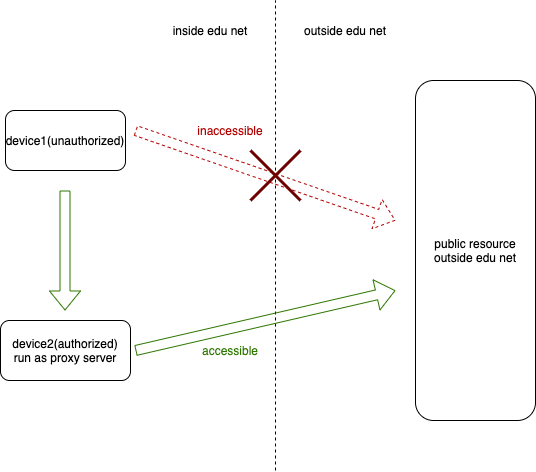 inside edu net
outside edu net
inaccessible
device1(unauthorized)
public resource
outside edu net
device2(authorized)
run as proxy server
accessible